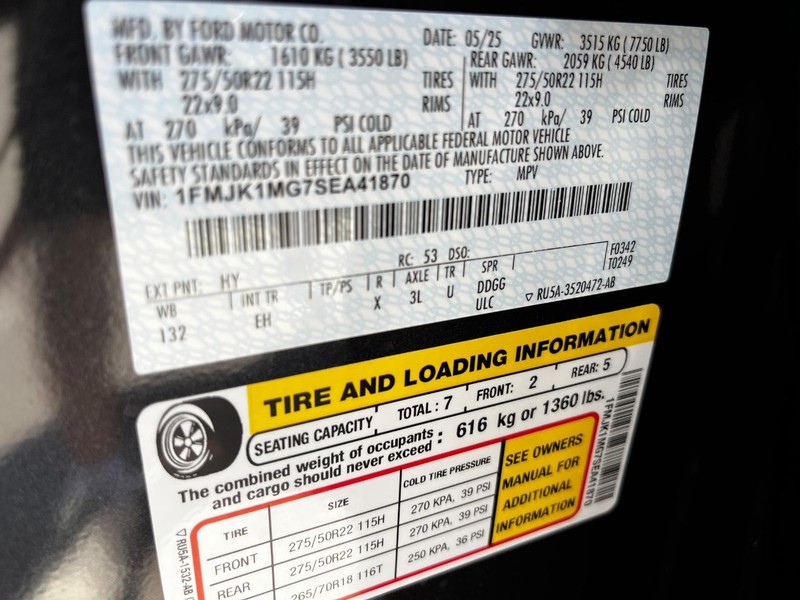 MFD. BY FORD MOTOR CO. DATE: 05/25 GVWR: 3515 KG ( 7750 LB)
FRONT GAWR: 1610 KG ( 3550 LB) REAR GAWR: 2059 KG ( 4540 LB)
WITH 275/50R22 115H TIRES WITH 275/50R22 115H TIRES
22x9.0 RIMS 22x9.0 RIMS
AT 270 kPa/ 39 PSI COLD AT 270 kPa/ 39 PSI COLD
THIS VEHICLE CONFORMS TO ALL APPLICABLE FEDERAL MOTOR VEHICLE
SAFETY STANDARDS IN EFFECT ON THE DATE OF MANUFACTURE SHOWN ABOVE.
VIN: 1FMJK1MG7SEA41870 TYPE: MPV
RC: 53 DSO: F0342
EXT PNT: HY T0249
WB INT TR TP/PS R AXLE TR SPR
132 EH X 3L U DDGG
ULC ▽ RU5A-3520472-AB
TIRE AND LOADING INFORMATION
SEATING CAPACITY TOTAL: 7 FRONT: 2 REAR: 5
The combined weight of occupants
and cargo should never exceed : 616 kg or 1360 lbs.
TIRE SIZE COLD TIRE PRESSURE
FRONT 275/50R22 115H 270 KPA, 39 PSI
REAR 275/50R22 115H 270 KPA, 39 PSI
265/70R18 116T 250 KPA, 36 PSI
SEE OWNERS
MANUAL FOR
ADDITIONAL
INFORMATION
1FMJK1MG7SEA41870
▽ RU5A-1532-AB